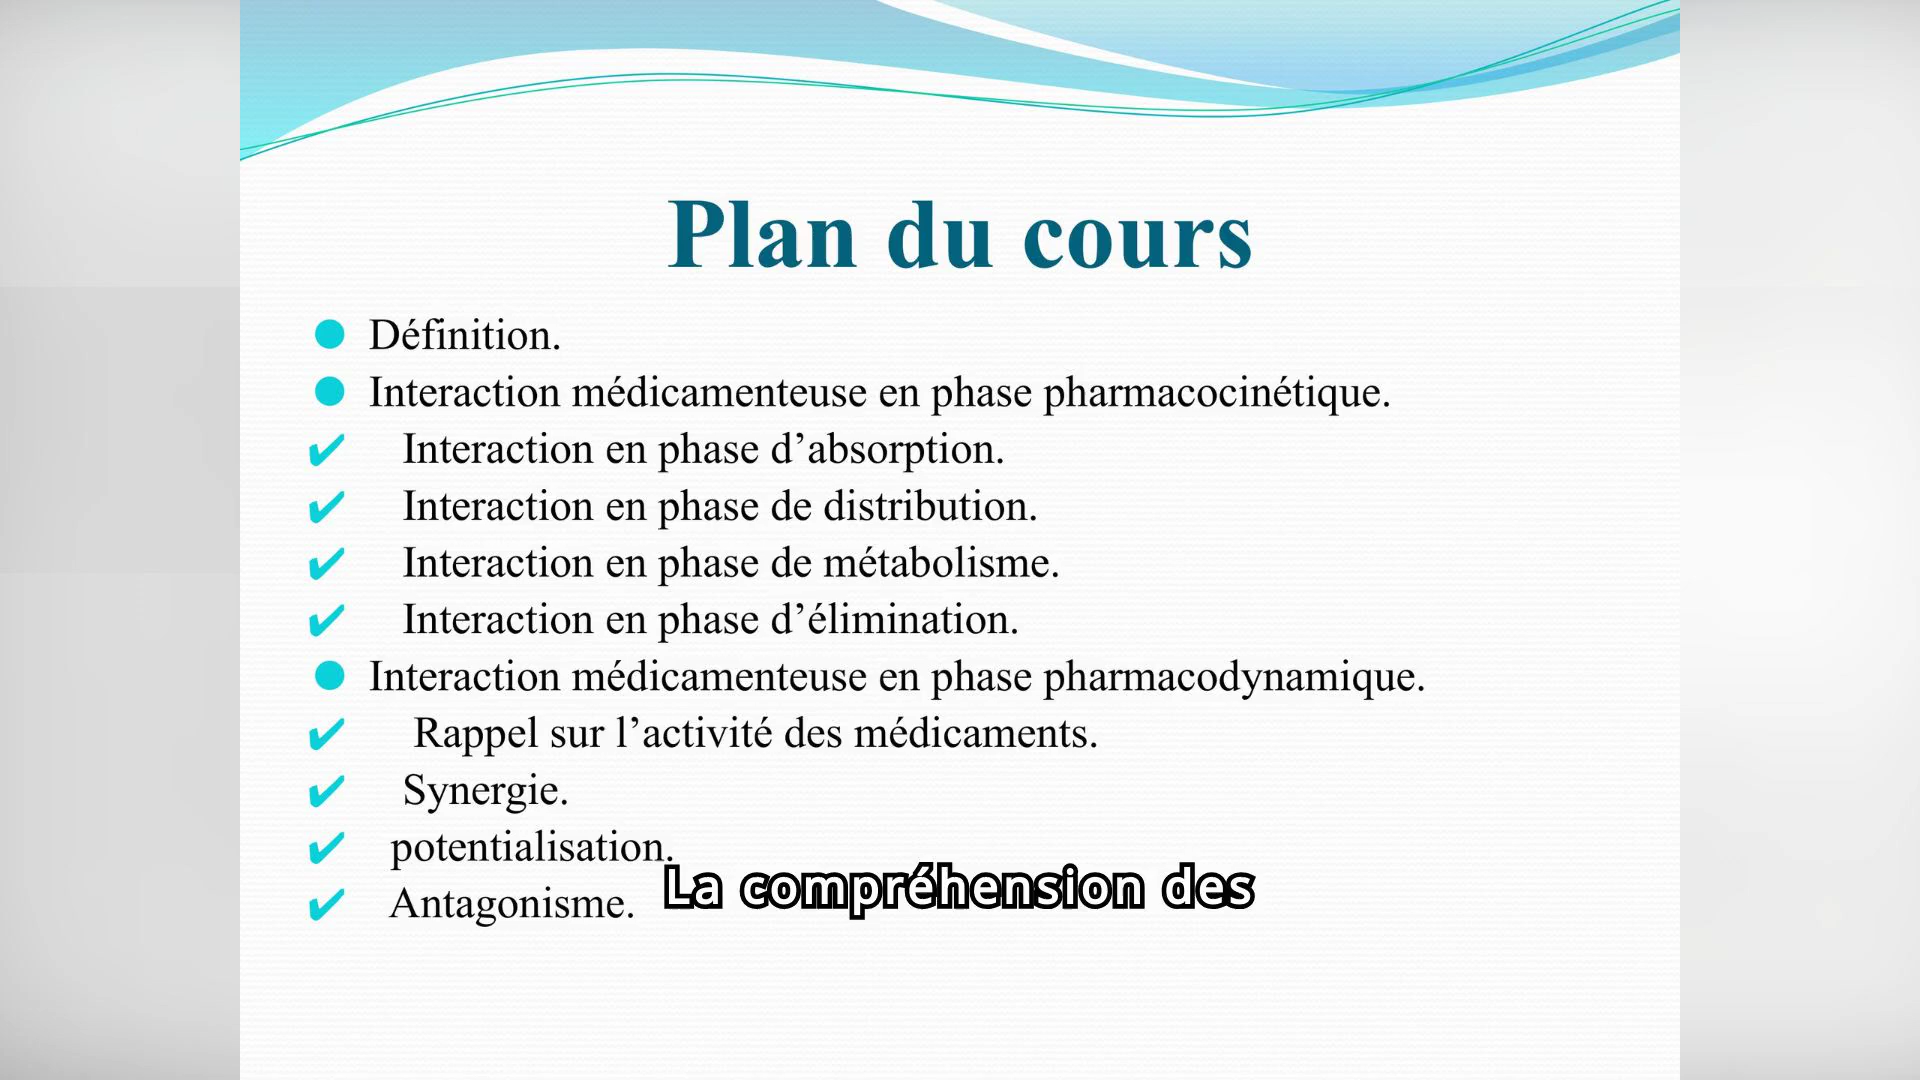 Plan du cours
Définition.
Interaction médicamenteuse en phase pharmacocinétique.
Interaction en phase d’absorption.
Interaction en phase de distribution.
Interaction en phase de métabolisme.
Interaction en phase d’élimination.
Interaction médicamenteuse en phase pharmacodynamique.
Rappel sur l’activité des médicaments.
Synergie.
potentialisation.
Antagonisme.
La compréhension des